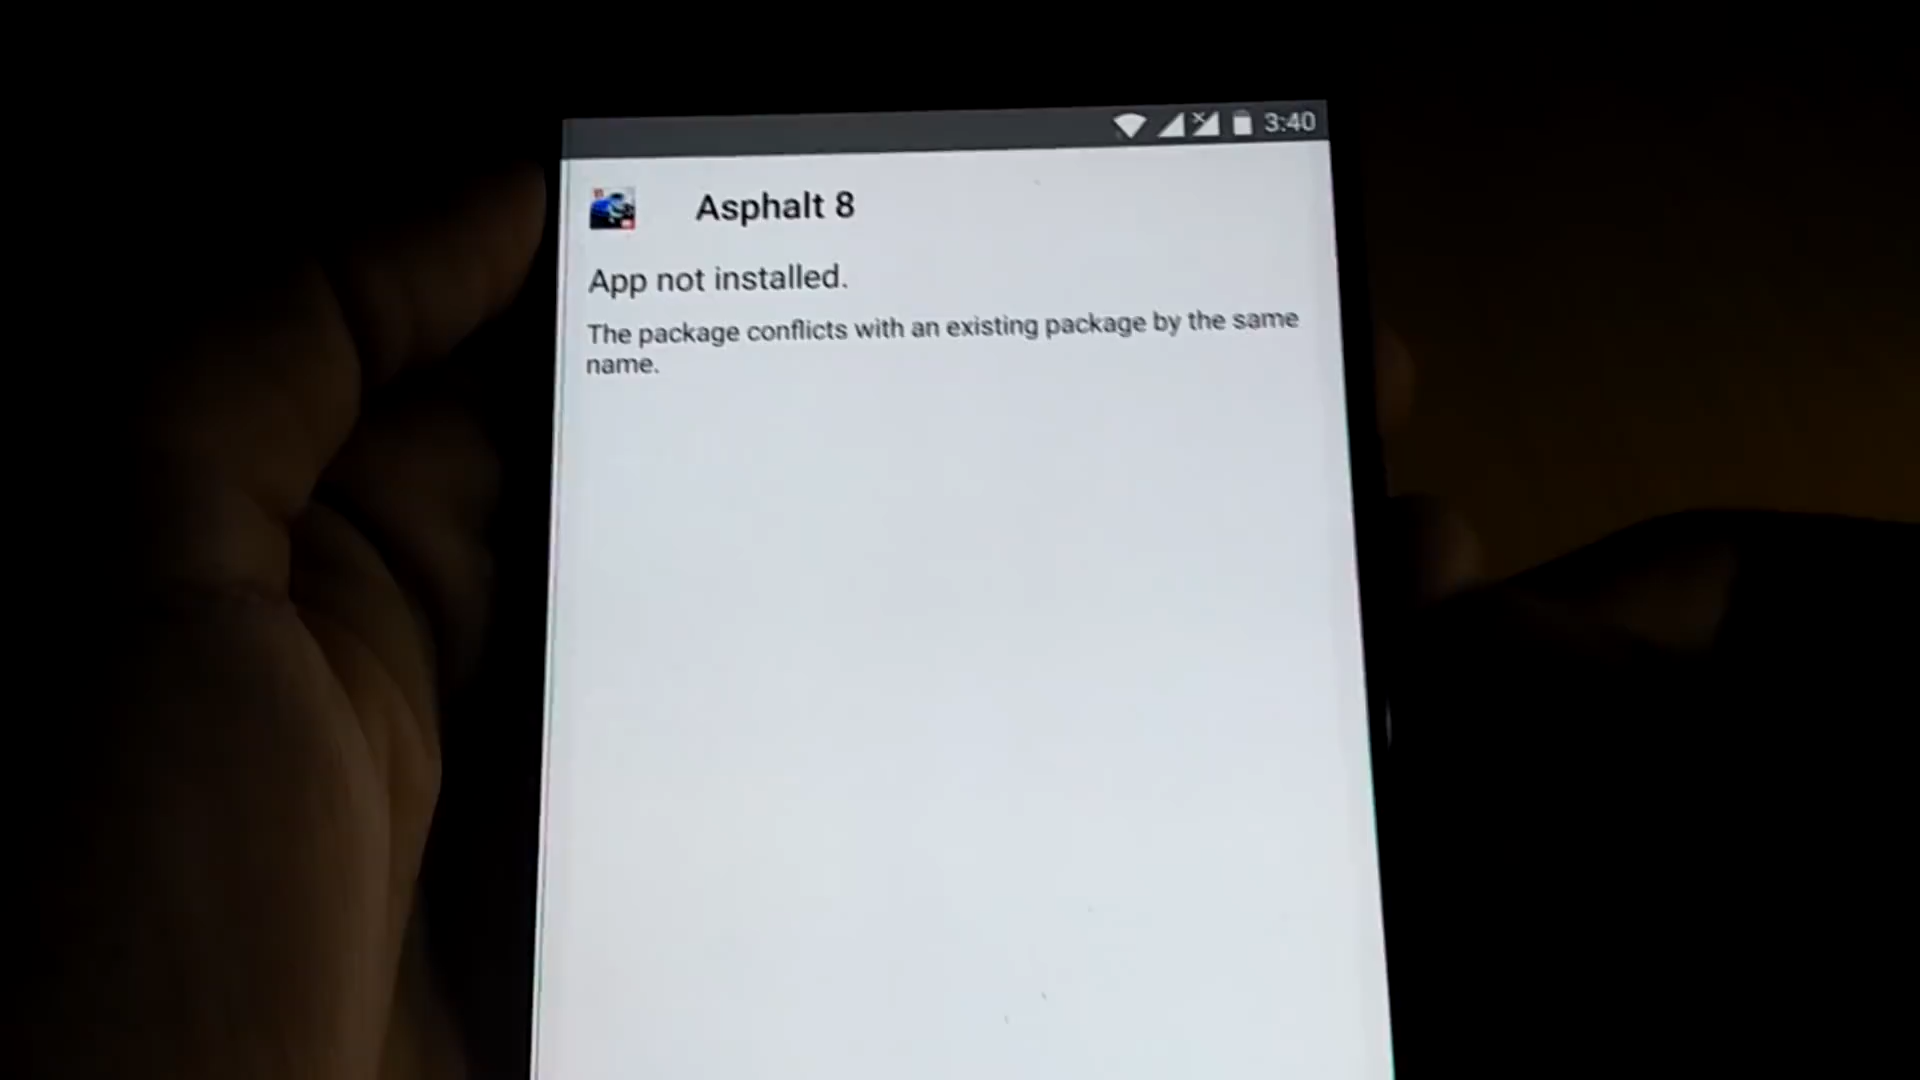 3:40
Asphalt 8
App not installed.
The package conflicts with an existing package by the same
name.